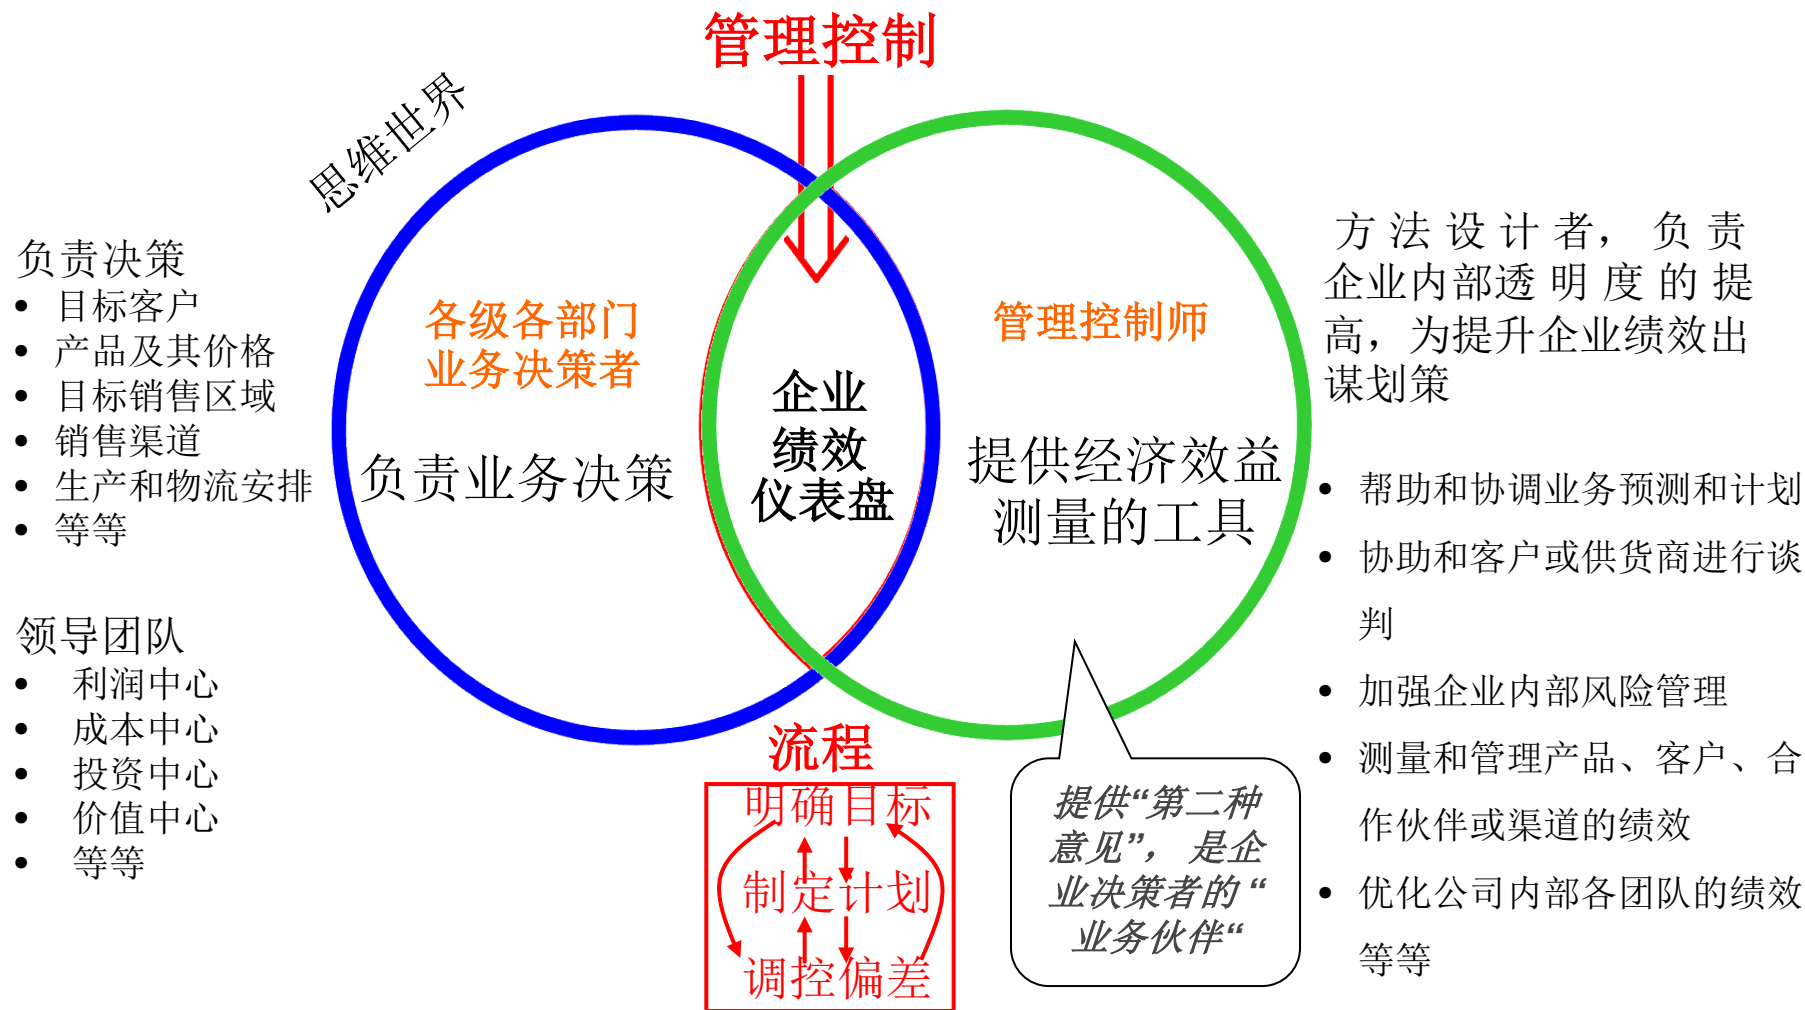 管理控制
思维世界
负责决策
• 目标客户
• 产品及其价格
• 目标销售区域
• 销售渠道
• 生产和物流安排
• 等等
领导团队
• 利润中心
• 成本中心
• 投资中心
• 价值中心
• 等等
各级各部门
业务决策者
负责业务决策
企业
绩效
仪表盘
管理控制师
提供经济效益
测量的工具
方 法 设 计 者， 负 责
企业内部透 明 度 的 提
高，为提升企业绩效出
谋划策
• 帮助和协调业务预测和计划
• 协助和客户或供货商进行谈
判
• 加强企业内部风险管理
• 测量和管理产品、客户、合
作伙伴或渠道的绩效
• 优化公司内部各团队的绩效
等等
流程
明确目标
制定计划
调控偏差
提供“第二种
意见”， 是企
业决策者的 “
业务伙伴“